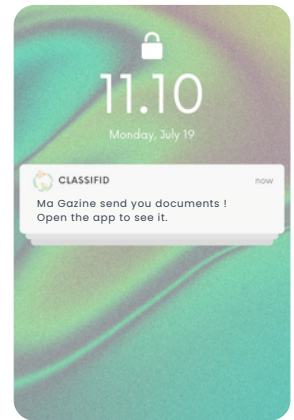 11.10
Monday, July 19
CLASSIFID now
Ma Gazine send you documents !
Open the app to see it.